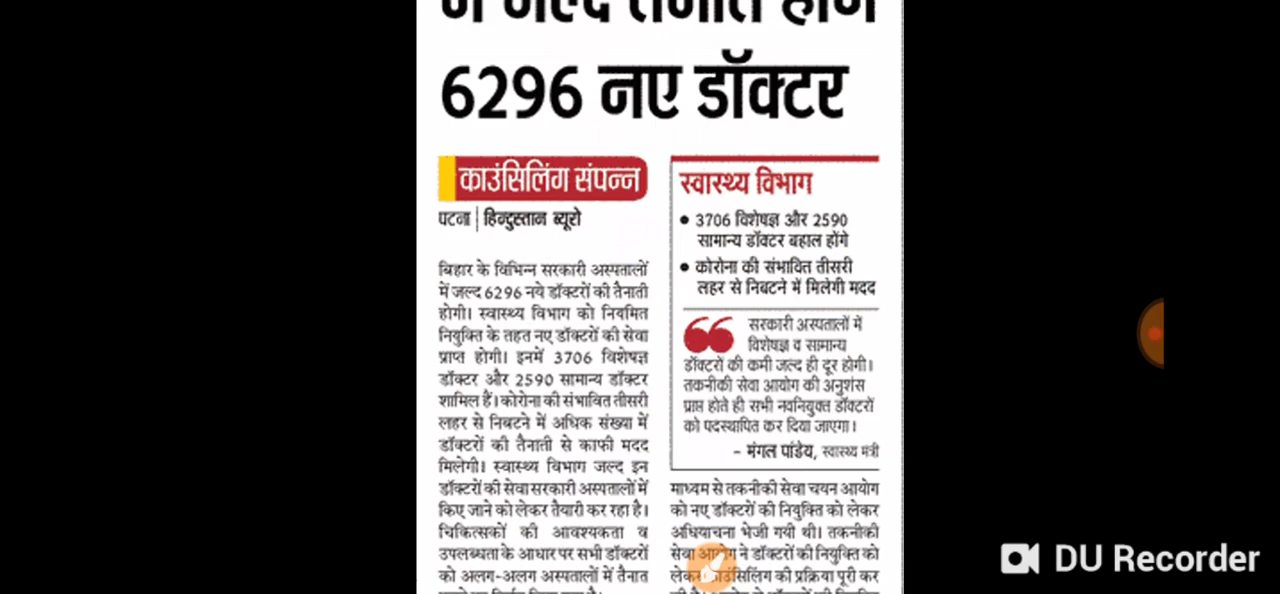 में जल्द तैनात होंगे
6296 नए डॉक्टर
काउंसिलिंग संपन्न
पटना | हिन्दुस्तान ब्यूरो
बिहार के विभिन्न सरकारी अस्पतालों
में जल्द 6296 नये डॉक्टरों की तैनाती
होगी। स्वास्थ्य विभाग को नियमित
नियुक्ति के तहत नए डॉक्टरों की सेवा
प्राप्त होगी। इनमें 3706 विशेषज्ञ
डॉक्टर और 2590 सामान्य डॉक्टर
शामिल हैं। कोरोना की संभावित तीसरी
लहर से निबटने में अधिक संख्या में
डॉक्टरों की तैनाती से काफी मदद
मिलेगी। स्वास्थ्य विभाग जल्द इन
डॉक्टरों की सेवा सरकारी अस्पतालों में
किए जाने को लेकर तैयारी कर रहा है।
चिकित्सकों की आवश्यकता व
उपलब्धता के आधार पर सभी डॉक्टरों
को अलग-अलग अस्पतालों में तैनात
स्वास्थ्य विभाग
● 3706 विशेषज्ञ और 2590
सामान्य डॉक्टर बहाल होंगे
● कोरोना की संभावित तीसरी
लहर से निबटने में मिलेगी मदद
❝ सरकारी अस्पतालों में
विशेषज्ञ व सामान्य
डॉक्टरों की कमी जल्द ही दूर होगी।
तकनीकी सेवा आयोग की अनुशंस
प्राप्त होते ही सभी नवनियुक्त डॉक्टरों
को पदस्थापित कर दिया जाएगा।
- मंगल पांडेय, स्वास्थ्य मंत्री
माध्यम से तकनीकी सेवा चयन आयोग
को नए डॉक्टरों की नियुक्ति को लेकर
अधियाचना भेजी गयी थी। तकनीकी
सेवा आयोग ने डॉक्टरों की नियुक्ति को
लेकर काउंसिलिंग की प्रक्रिया पूरी कर
DU Recorder